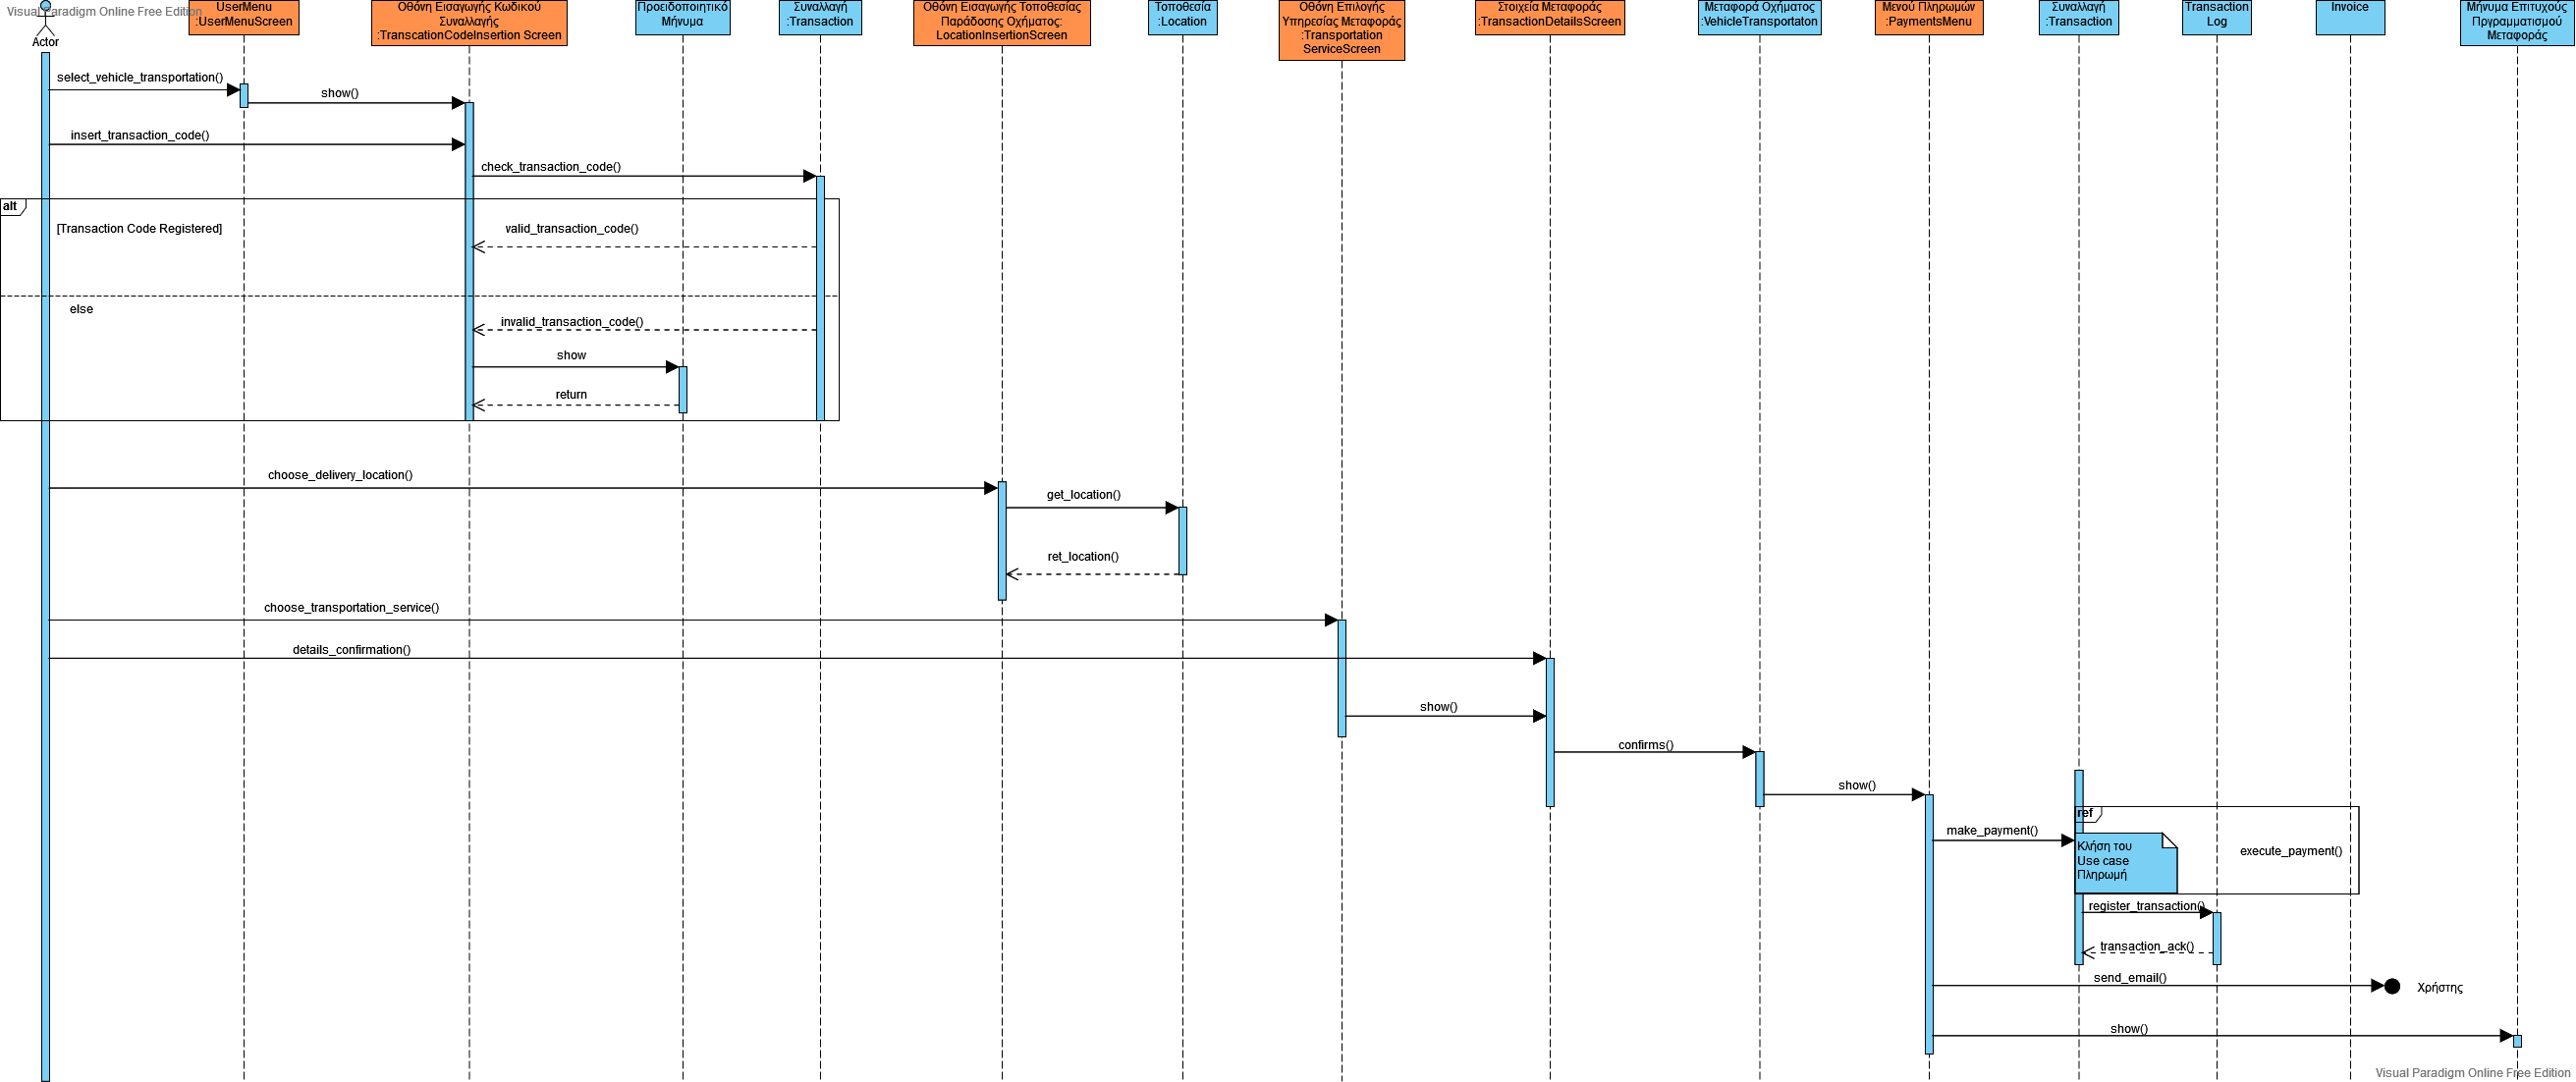 Visual Paradigm Online Free Edition
Actor
UserMenu
:UserMenuScreen
Οθόνη Εισαγωγής Κωδικού
Συναλλαγής
:TranscationCodeInsertion Screen
Προειδοποιητικό
Μήνυμα
Συναλλαγή
:Transaction
Οθόνη Εισαγωγής Τοποθεσίας
Παράδοσης Οχήματος:
LocationInsertionScreen
Τοποθεσία
:Location
Οθόνη Επιλογής
Υπηρεσίας Μεταφοράς
:Transportation
ServiceScreen
Στοιχεία Μεταφοράς
:TransactionDetailsScreen
Μεταφορά Οχήματος
:VehicleTransportaton
Μενού Πληρωμών
:PaymentsMenu
Συναλλαγή
:Transaction
Transaction
Log
Invoice
Μήνυμα Επιτυχούς
Πργραμματισμού
Μεταφοράς
select_vehicle_transportation()
show()
insert_transaction_code()
check_transaction_code()
alt
[Transaction Code Registered]
valid_transaction_code()
else
invalid_transaction_code()
show
return
choose_delivery_location()
get_location()
ret_location()
choose_transportation_service()
details_confirmation()
show()
confirms()
show()
ref
make_payment()
Κλήση του
Use case
Πληρωμή
execute_payment()
register_transaction()
transaction_ack()
send_email()
Χρήστης
show()
Visual Paradigm Online Free Edition